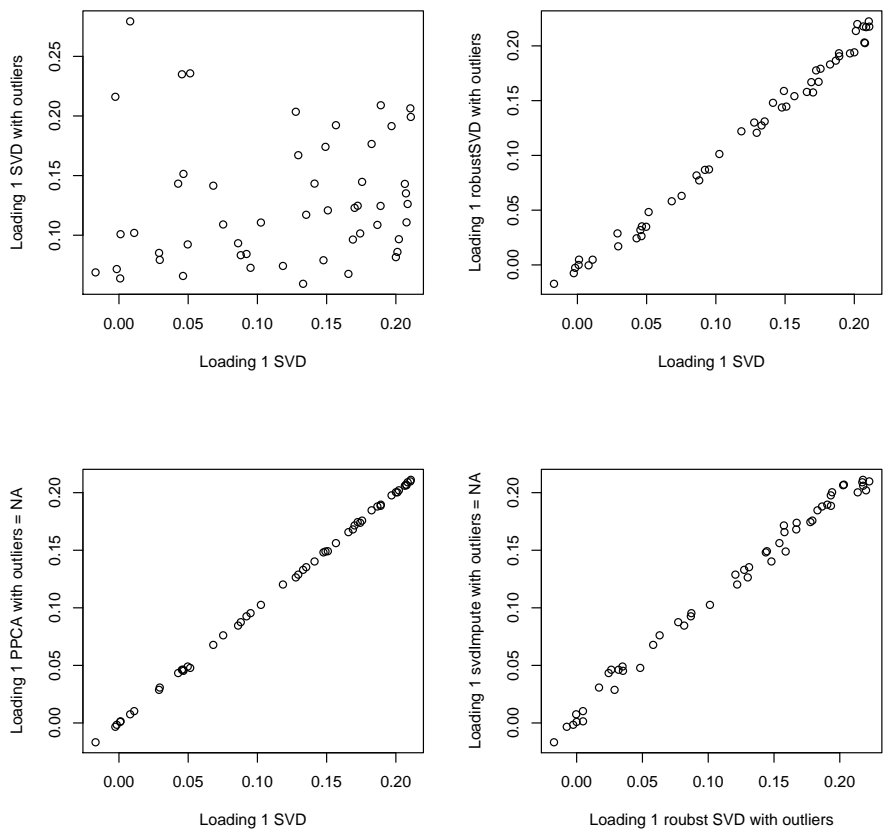 Loading 1 SVD with outliers
0.10 0.15 0.20 0.25
0.00 0.05 0.10 0.15 0.20
Loading 1 SVD
Loading 1 robustSVD with outliers
0.00 0.05 0.10 0.15 0.20
0.00 0.05 0.10 0.15 0.20
Loading 1 SVD
Loading 1 PPCA with outliers = NA
0.00 0.05 0.10 0.15 0.20
0.00 0.05 0.10 0.15 0.20
Loading 1 SVD
Loading 1 svdImpute with outliers = NA
0.00 0.05 0.10 0.15 0.20
0.00 0.05 0.10 0.15 0.20
Loading 1 roubst SVD with outliers